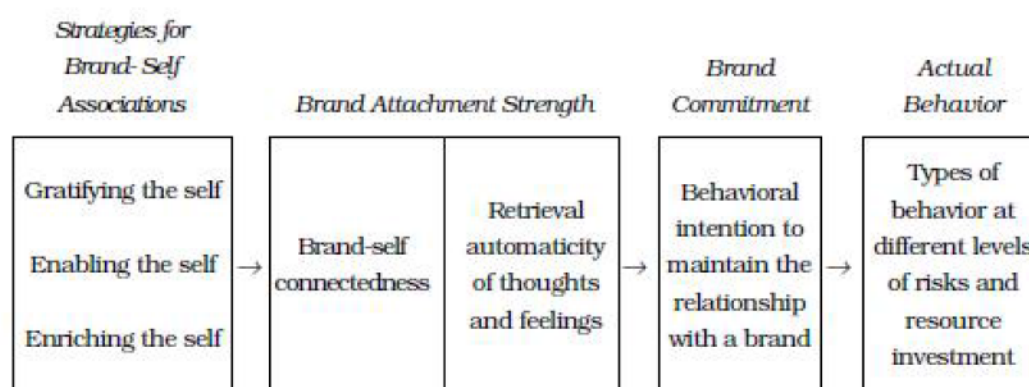 Strategies for
Brand- Self
Associations
Brand Attachment Strength
Brand
Commitment
Actual
Behavior
Gratifying the self
Enabling the self
Enriching the self
→
Brand-self
connectedness
Retrieval
automaticity
of thoughts
and feelings
→
Behavioral
intention to
maintain the
relationship
with a brand
→
Types of
behavior at
different levels
of risks and
resource
investment